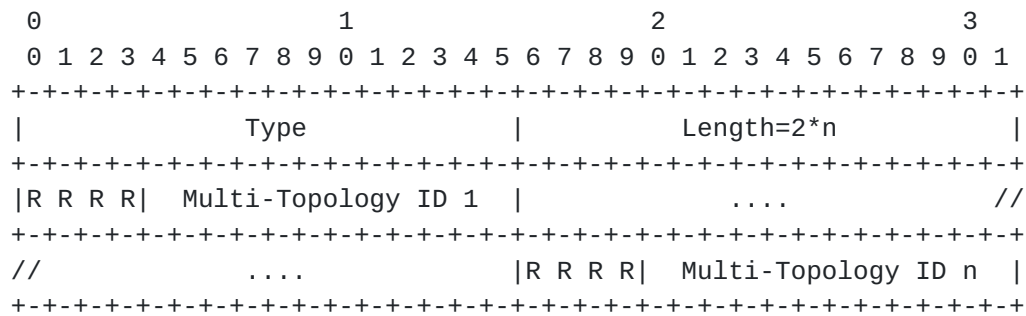 0                   1                   2                   3
 0 1 2 3 4 5 6 7 8 9 0 1 2 3 4 5 6 7 8 9 0 1 2 3 4 5 6 7 8 9 0 1
+-+-+-+-+-+-+-+-+-+-+-+-+-+-+-+-+-+-+-+-+-+-+-+-+-+-+-+-+-+-+-+-+
|              Type             |          Length=2*n           |
+-+-+-+-+-+-+-+-+-+-+-+-+-+-+-+-+-+-+-+-+-+-+-+-+-+-+-+-+-+-+-+-+
|R R R R|  Multi-Topology ID 1  |             ....             //
+-+-+-+-+-+-+-+-+-+-+-+-+-+-+-+-+-+-+-+-+-+-+-+-+-+-+-+-+-+-+-+-+
//             ....             |R R R R|  Multi-Topology ID n  |
+-+-+-+-+-+-+-+-+-+-+-+-+-+-+-+-+-+-+-+-+-+-+-+-+-+-+-+-+-+-+-+-+